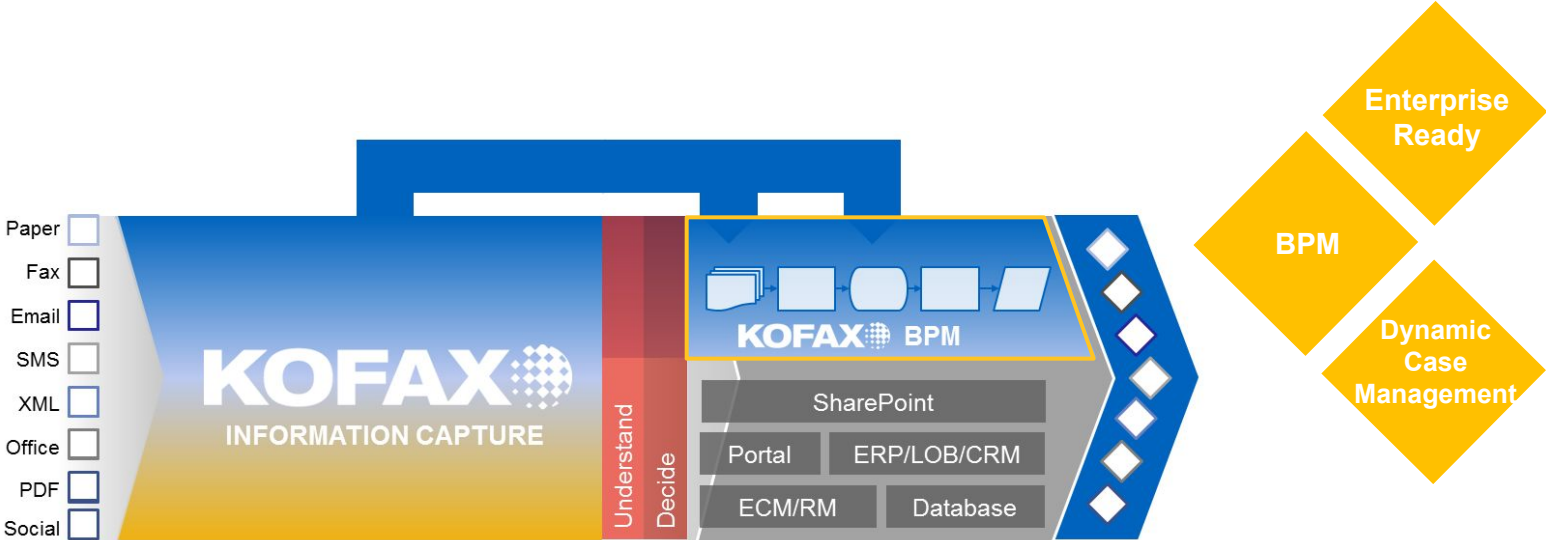 Paper
Fax
Email
SMS
XML
Office
PDF
Social
KOFAX
INFORMATION CAPTURE
Understand
Decide
KOFAX BPM
SharePoint
Portal
ERP/LOB/CRM
ECM/RM
Database
Enterprise
Ready
BPM
Dynamic
Case
Management